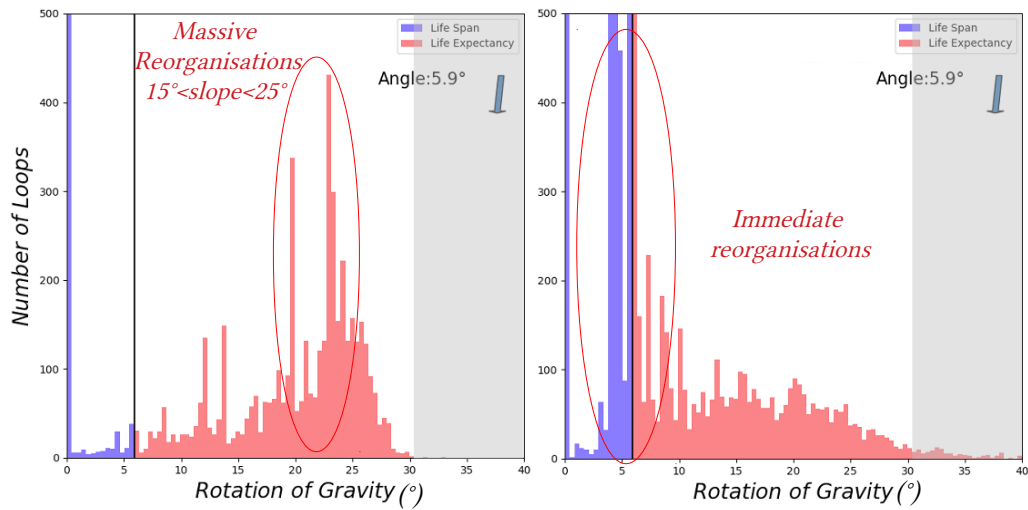 500
400
300
200
100
0
Number of Loops
Massive
Reorganisations
15°<slope<25°
Life Span
Life Expectancy
Angle:5.9°
0
5
10
15
20
25
30
35
40
Rotation of Gravity (°)
500
400
300
200
100
0
Life Span
Life Expectancy
Angle:5.9°
Immediate
reorganisations
0
5
10
15
20
25
30
35
40
Rotation of Gravity (°)